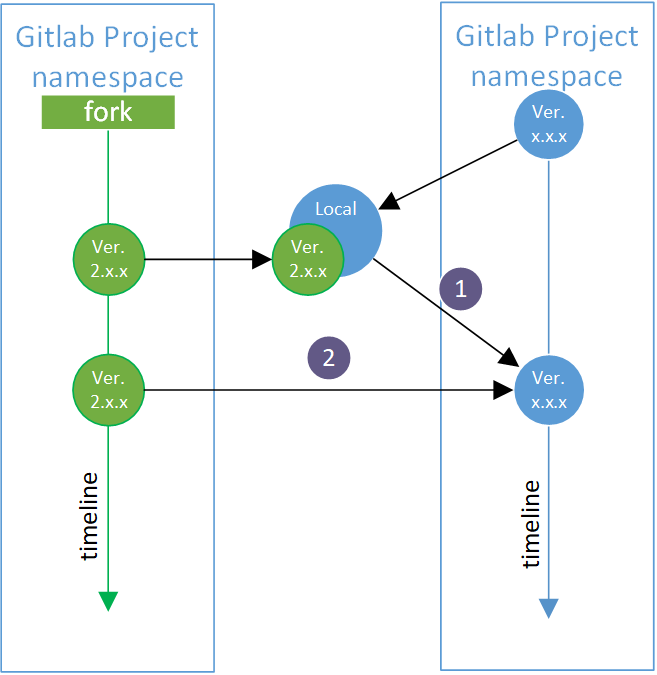 Gitlab Project
namespace
fork
Ver.
2.x.x
Ver.
2.x.x
timeline
Local
Ver.
2.x.x
1
2
Gitlab Project
namespace
Ver.
x.x.x
Ver.
x.x.x
timeline